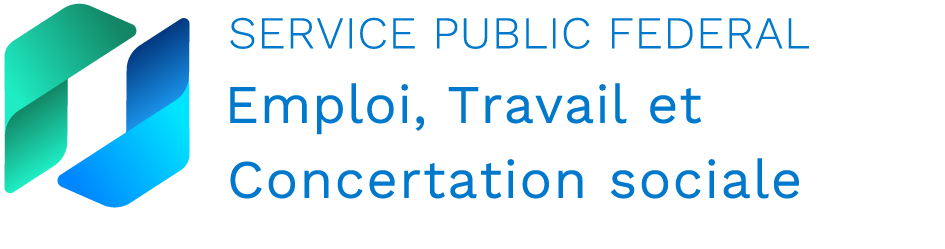 SERVICE PUBLIC FEDERAL
Emploi, Travail et
Concertation sociale